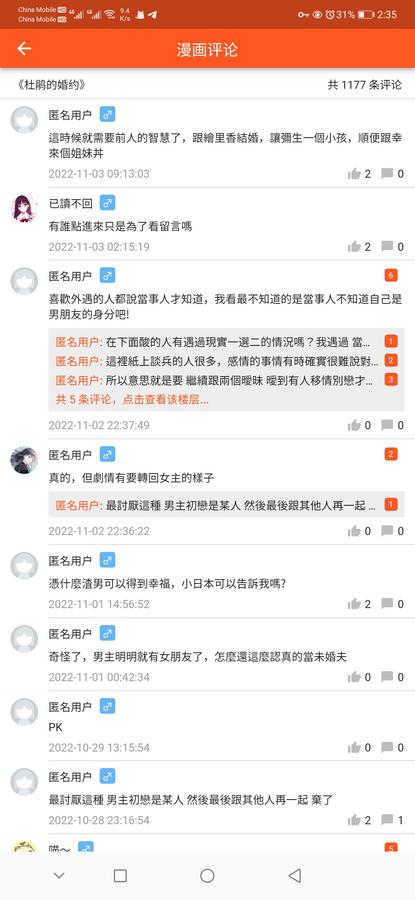 China Mobile HD
China Mobile HD
9.4
K/s
31%
2:35
漫画评论
《杜鹃的婚约》
共 1177 条评论
匿名用户
這時候就需要前人的智慧了，跟繪里香結婚，讓彌生一個小孩，順便跟幸
來個姐妹丼
2022-11-03 09:13:03
2
0
已讀不回
有誰點進來只是為了看留言嗎
2022-11-03 02:15:19
2
0
匿名用户
6
喜歡外遇的人都說當事人才知道，我看最不知道的是當事人不知道自己是
男朋友的身分吧!
匿名用户: 在下面酸的人有遇過現實一選二的情況嗎？我遇過 當...
1
匿名用户: 這裡紙上談兵的人很多，感情的事情有時確實很難說對...
2
匿名用户: 所以意思就是要 繼續跟兩個曖昧 曖到有人移情別戀才...
3
共 5 条评论，点击查看该楼层...
2022-11-02 22:37:49
0
0
匿名用户
2
真的，但劇情有要轉回女主的樣子
匿名用户: 最討厭這種 男主初戀是某人 然後最後跟其他人再一起 ...
1
2022-11-02 22:36:22
0
0
匿名用户
憑什麼渣男可以得到幸福，小日本可以告訴我嗎?
2022-11-01 14:56:52
2
0
匿名用户
奇怪了，男主明明就有女朋友了，怎麼還這麼認真的當未婚夫
2022-11-01 00:42:34
0
0
匿名用户
PK
2022-10-29 13:15:54
0
0
匿名用户
最討厭這種 男主初戀是某人 然後最後跟其他人再一起 棄了
2022-10-28 23:16:54
2
1
喵～
5